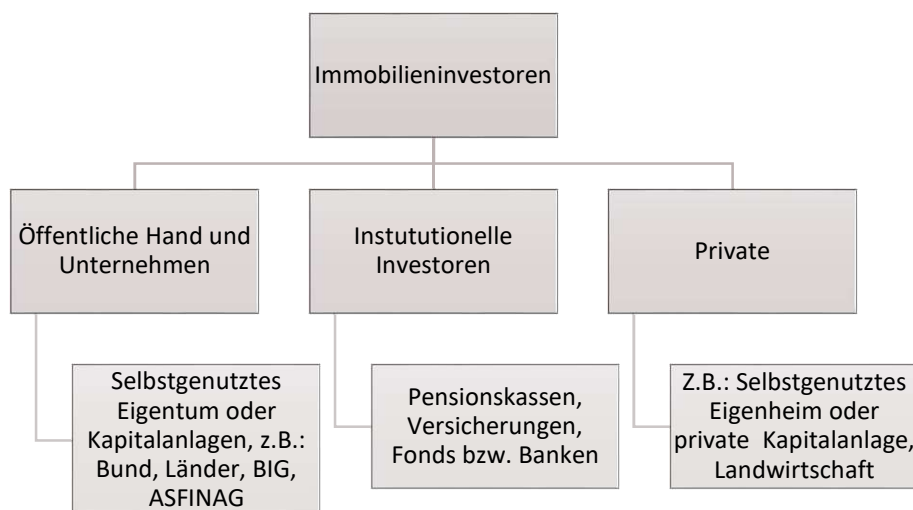 Immobilieninvestoren
Öffentliche Hand und
Unternehmen
Instututionelle
Investoren
Private
Selbstgenutztes
Eigentum oder
Kapitalanlagen, z.B.:
Bund, Länder, BIG,
ASFINAG
Pensionskassen,
Versicherungen,
Fonds bzw. Banken
Z.B.: Selbstgenutztes
Eigenheim oder
private Kapitalanlage,
Landwirtschaft